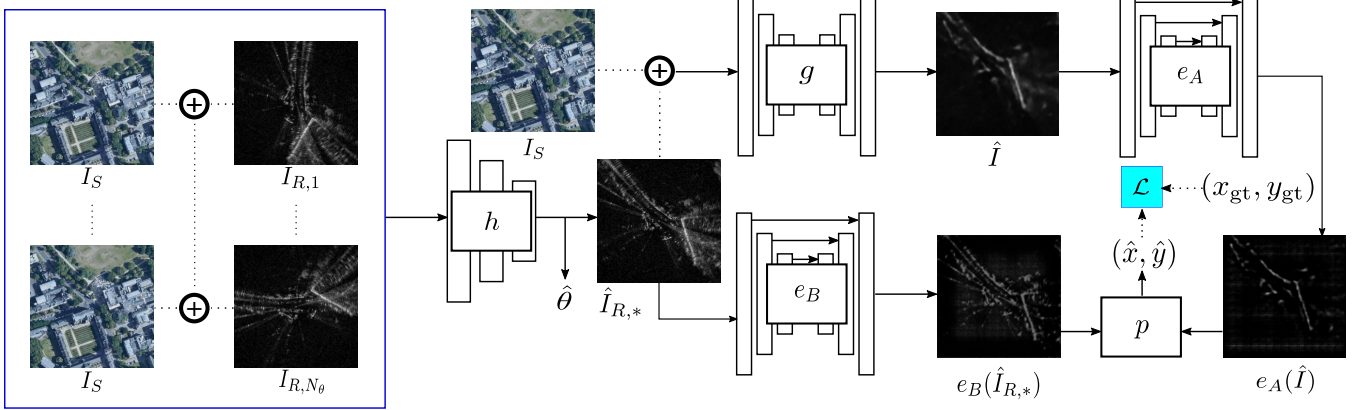 I_S
I_{R,1}
I_S
I_{R,N_θ}
h
θ̂
I_S
Î_{R,*}
g
Î
e_A
e_B
e_B(Î_{R,*})
p
(x̂, ŷ)
ℒ
(x_gt, y_gt)
e_A(Î)